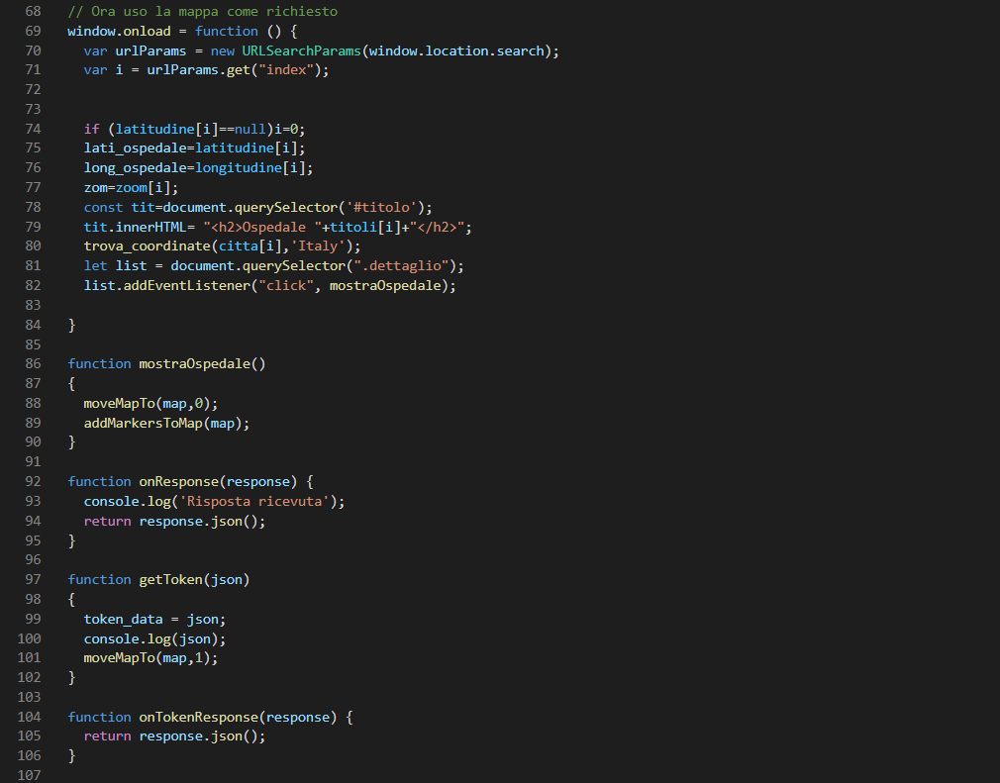 68 // Ora uso la mappa come richiesto
69 window.onload = function () {
70 var urlParams = new URLSearchParams(window.location.search);
71 var i = urlParams.get("index");
72
73
74 if (latitudine[i]==null)i=0;
75 lati_ospedale=latitudine[i];
76 long_ospedale=longitudine[i];
77 zom=zoom[i];
78 const tit=document.querySelector('#titolo');
79 tit.innerHTML= "<h2>Ospedale "+titoli[i]+"</h2>";
80 trova_coordinate(citta[i],'Italy');
81 let list = document.querySelector(".dettaglio");
82 list.addEventListener("click", mostraOspedale);
83
84 }
85
86 function mostraOspedale()
87 {
88 moveMapTo(map,0);
89 addMarkersToMap(map);
90 }
91
92 function onResponse(response) {
93 console.log('Risposta ricevuta');
94 return response.json();
95 }
96
97 function getToken(json)
98 {
99 token_data = json;
100 console.log(json);
101 moveMapTo(map,1);
102 }
103
104 function onTokenResponse(response) {
105 return response.json();
106 }
107